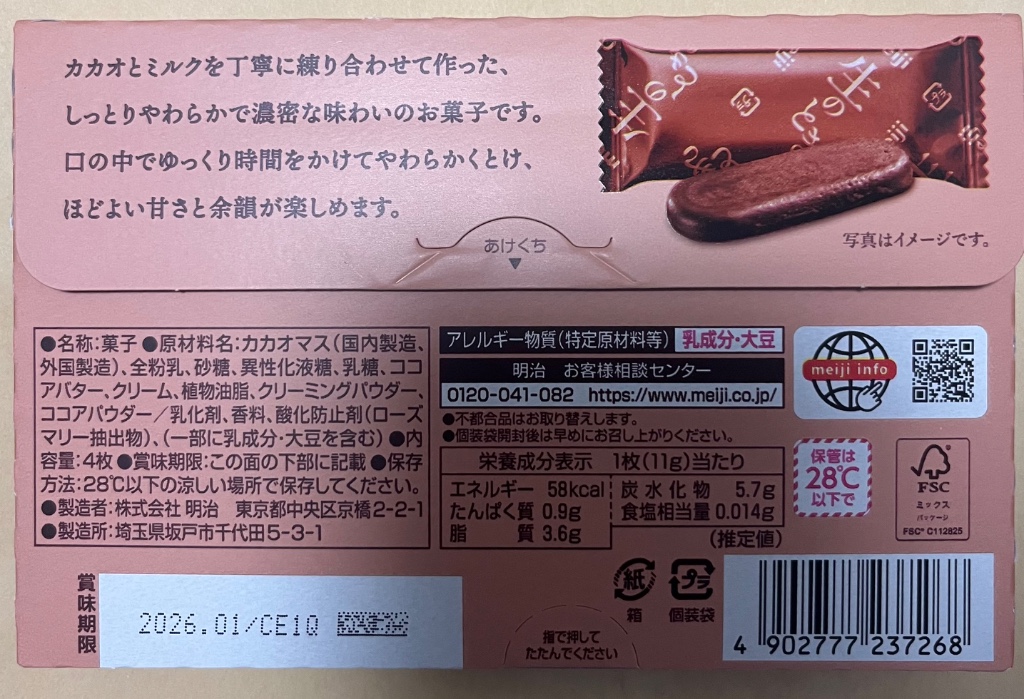 カカオとミルクを丁寧に練り合わせて作った、
しっとりやわらかで濃密な味わいのお菓子です。
口の中でゆっくり時間をかけてやわらかくとけ、
ほどよい甘さと余韻が楽しめます。
写真はイメージです。
あけくち
●名称:菓子●原材料名:カカオマス(国内製造、
外国製造)、全粉乳、砂糖、異性化液糖、乳糖、ココ
アバター、クリーム、植物油脂、クリーミングパウダー、
ココアパウダー/乳化剤、香料、酸化防止剤(ローズ
マリー抽出物)、(一部に乳成分・大豆を含む)●内
容量:4枚●賞味期限:この面の下部に記載●保存
方法:28℃以下の涼しい場所で保存してください。
●製造者:株式会社 明治 東京都中央区京橋2-2-1
●製造所:埼玉県坂戸市千代田5-3-1
アレルギー物質(特定原材料等) 乳成分・大豆
明治 お客様相談センター
0120-041-082 https://www.meiji.co.jp/
●不都合品はお取り替えします。
●個装袋開封後は早めにお召し上がりください。
栄養成分表示 1枚(11g)当たり
エネルギー 58kcal 炭水化物 5.7g
たんぱく質 0.9g 食塩相当量 0.014g
脂質 3.6g
(推定値)
meiji info
保管は
28℃
以下で
FSC
ミックス
パッケージ
FSC® C112825
賞味期限
2026.01/CE1Q
紙
箱
プラ
個装袋
指で押して
たたんでください
4 902777 237268